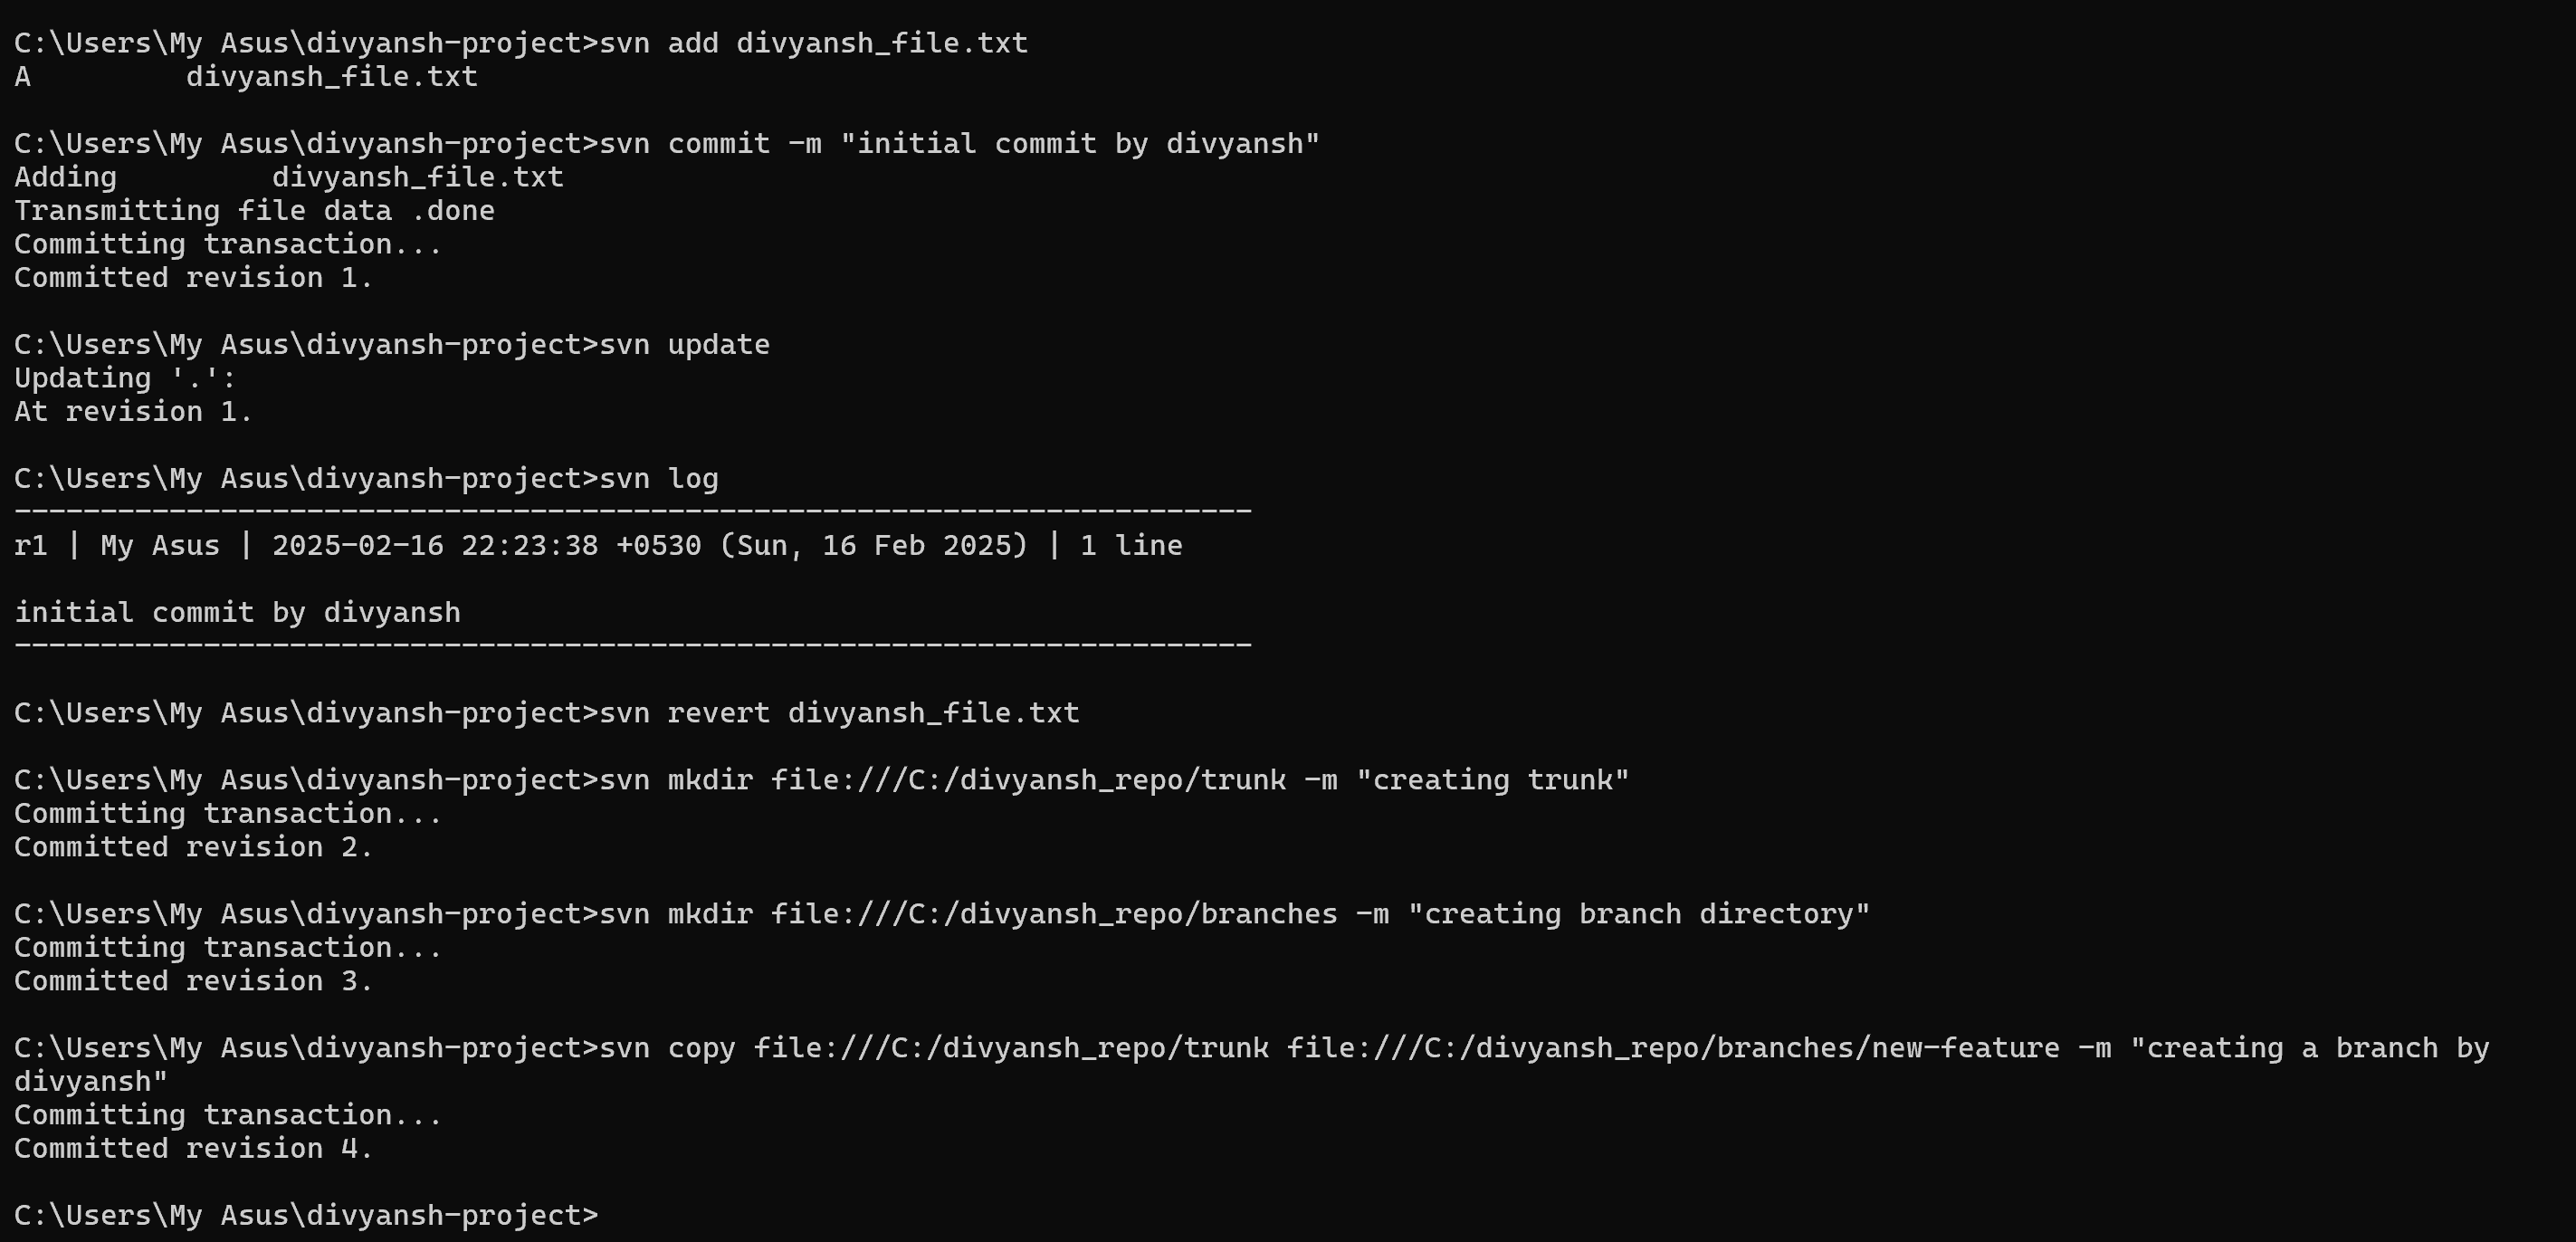 C:\Users\My Asus\divyansh-project>svn add divyansh_file.txt
A         divyansh_file.txt

C:\Users\My Asus\divyansh-project>svn commit -m "initial commit by divyansh"
Adding         divyansh_file.txt
Transmitting file data .done
Committing transaction...
Committed revision 1.

C:\Users\My Asus\divyansh-project>svn update
Updating '.':
At revision 1.

C:\Users\My Asus\divyansh-project>svn log
------------------------------------------------------------------------
r1 | My Asus | 2025-02-16 22:23:38 +0530 (Sun, 16 Feb 2025) | 1 line

initial commit by divyansh
------------------------------------------------------------------------

C:\Users\My Asus\divyansh-project>svn revert divyansh_file.txt

C:\Users\My Asus\divyansh-project>svn mkdir file:///C:/divyansh_repo/trunk -m "creating trunk"
Committing transaction...
Committed revision 2.

C:\Users\My Asus\divyansh-project>svn mkdir file:///C:/divyansh_repo/branches -m "creating branch directory"
Committing transaction...
Committed revision 3.

C:\Users\My Asus\divyansh-project>svn copy file:///C:/divyansh_repo/trunk file:///C:/divyansh_repo/branches/new-feature -m "creating a branch by
divyansh"
Committing transaction...
Committed revision 4.

C:\Users\My Asus\divyansh-project>